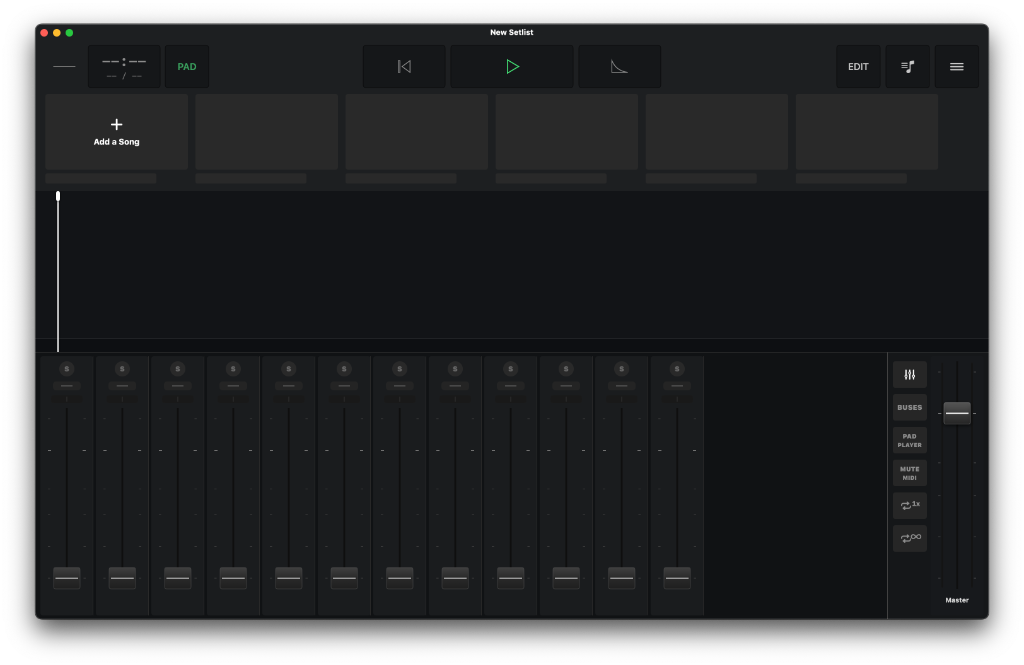 New Setlist
--:--
-- / --
PAD
EDIT
Add a Song
S S S S S S S S S S S S
BUSES
PAD
PLAYER
MUTE
MIDI
1x
∞
Master